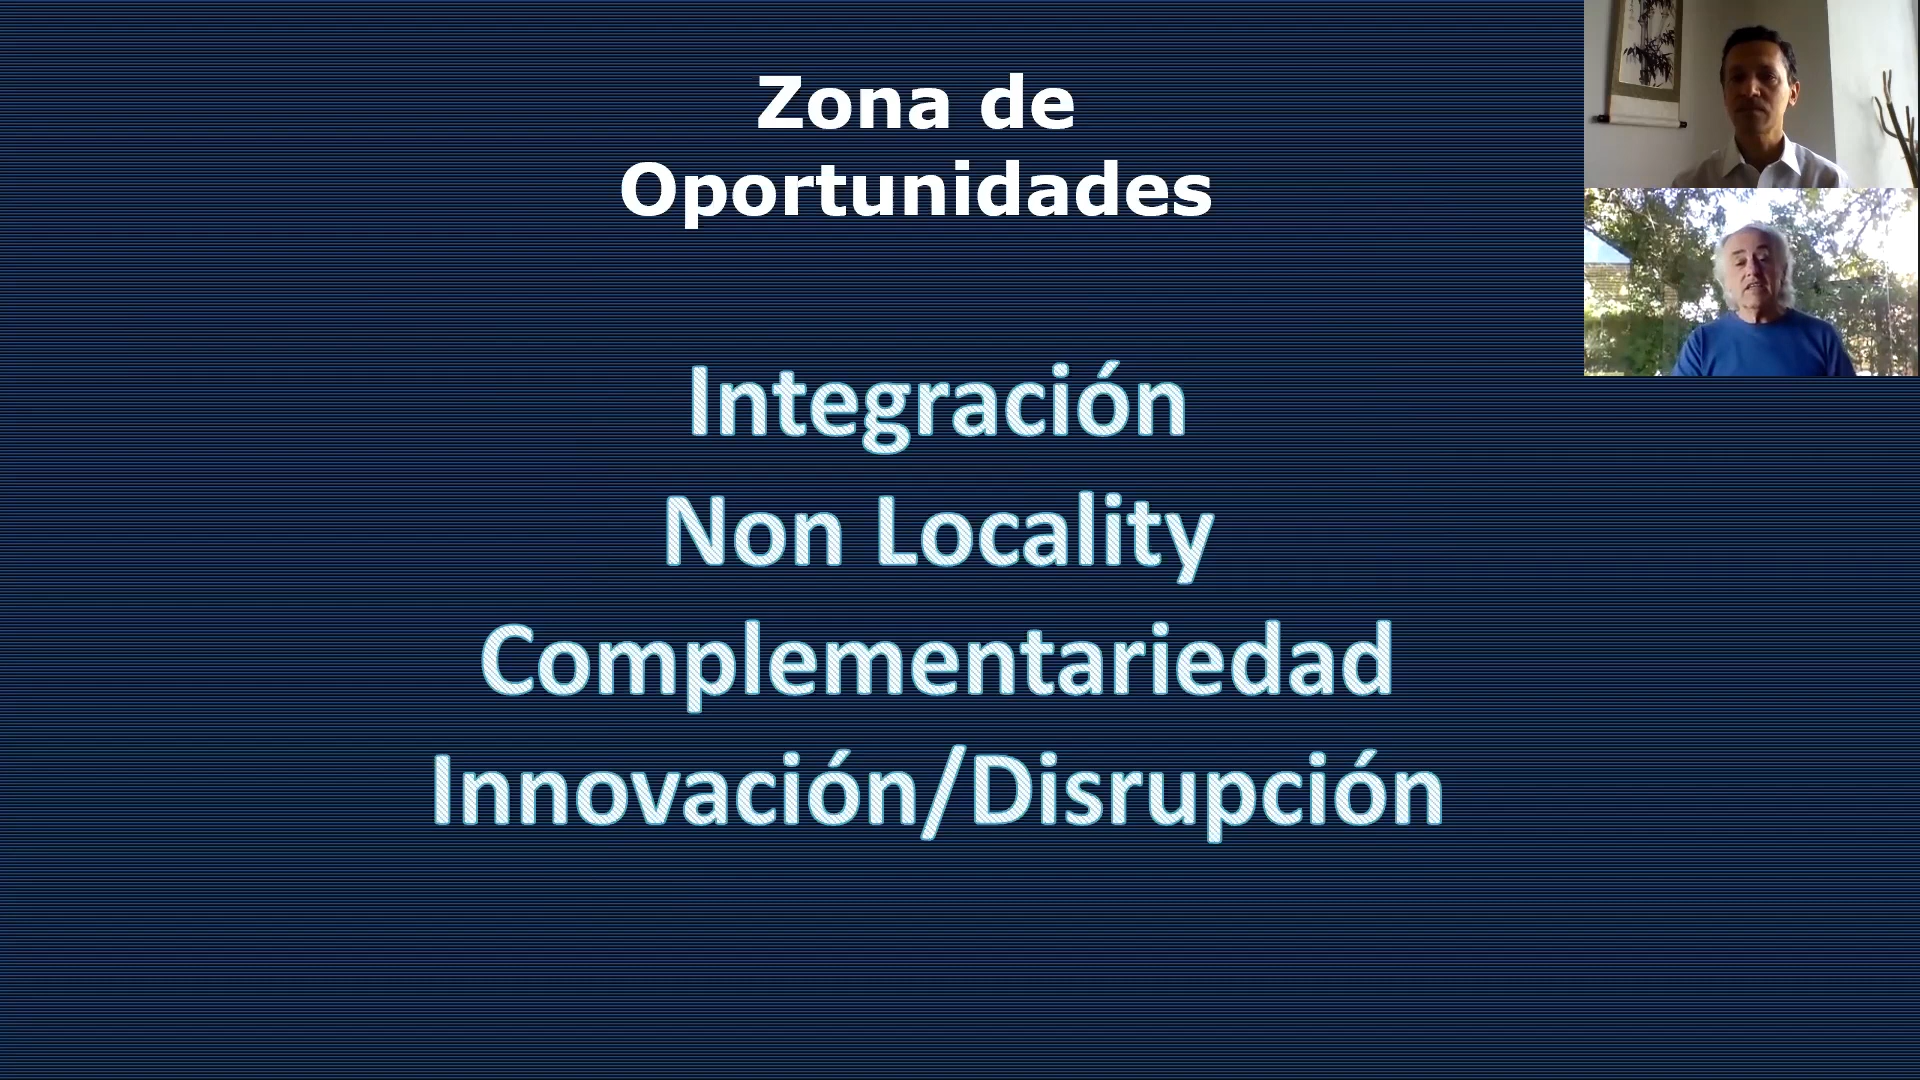 Zona de
Oportunidades
Integración
Non Locality
Complementariedad
Innovación/Disrupción